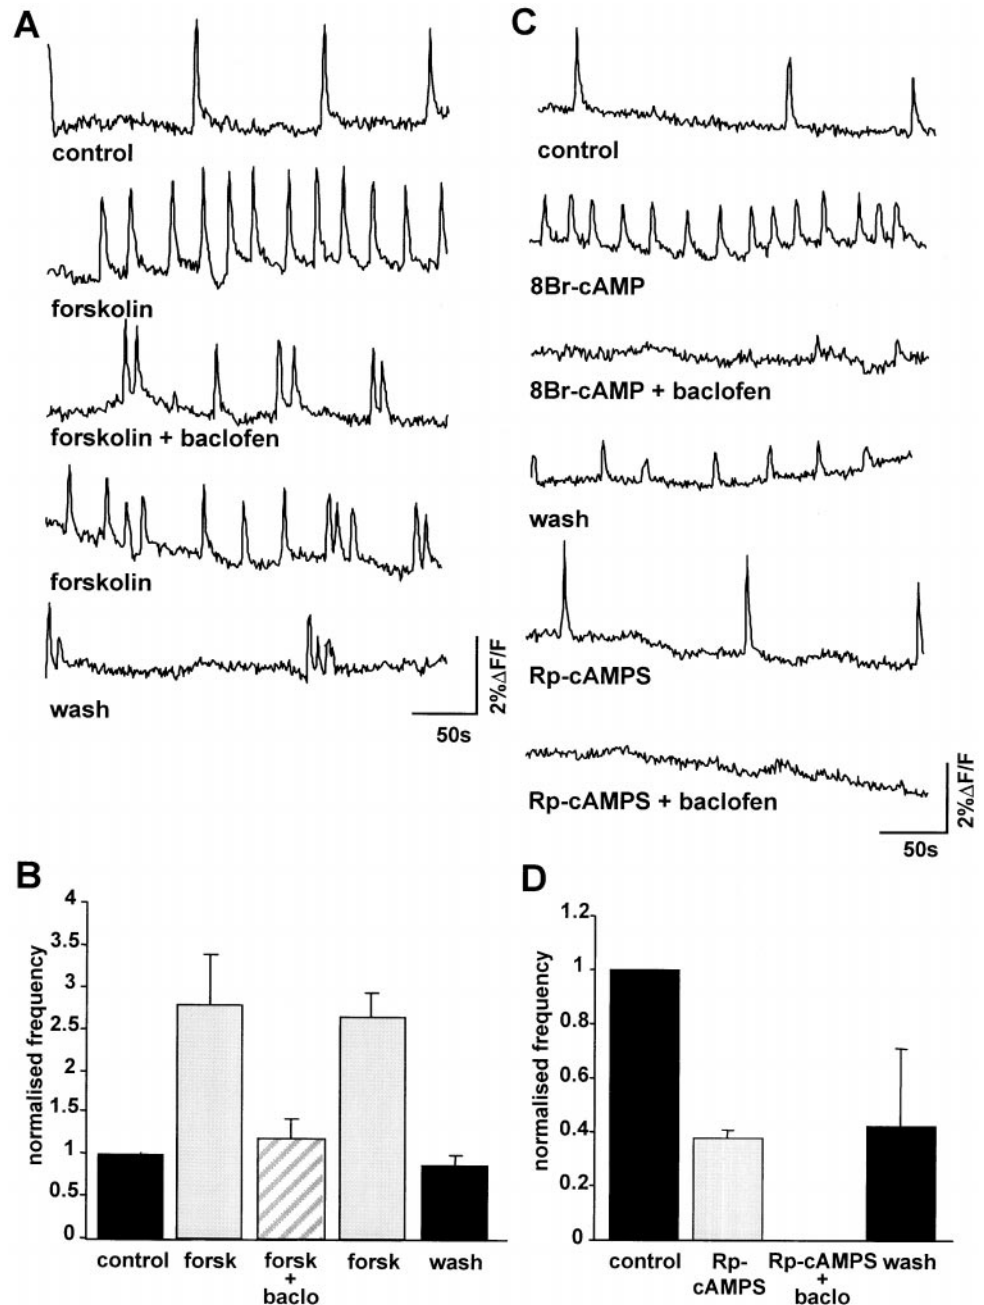 A
control
forskolin
forskolin + baclofen
forskolin
wash
2%ΔF/F
50s
C
control
8Br-cAMP
8Br-cAMP + baclofen
wash
Rp-cAMPS
Rp-cAMPS + baclofen
2%ΔF/F
50s
B
normalised frequency
4
3.5
3
2.5
2
1.5
1
0.5
0
control
forsk
forsk
+
baclo
forsk
wash
D
normalised frequency
1.2
1
0.8
0.6
0.4
0.2
0
control
Rp-
cAMPS
Rp-cAMPS
+
baclo
wash